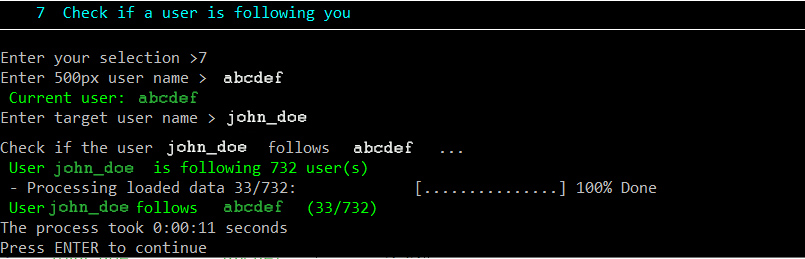 7 Check if a user is following you
Enter your selection >7
Enter 500px user name > abcdef
Current user: abcdef
Enter target user name > john_doe
Check if the user john_doe follows abcdef ...
User john_doe is following 732 user(s)
- Processing loaded data 33/732: [...............] 100% Done
User john_doe follows abcdef (33/732)
The process took 0:00:11 seconds
Press ENTER to continue